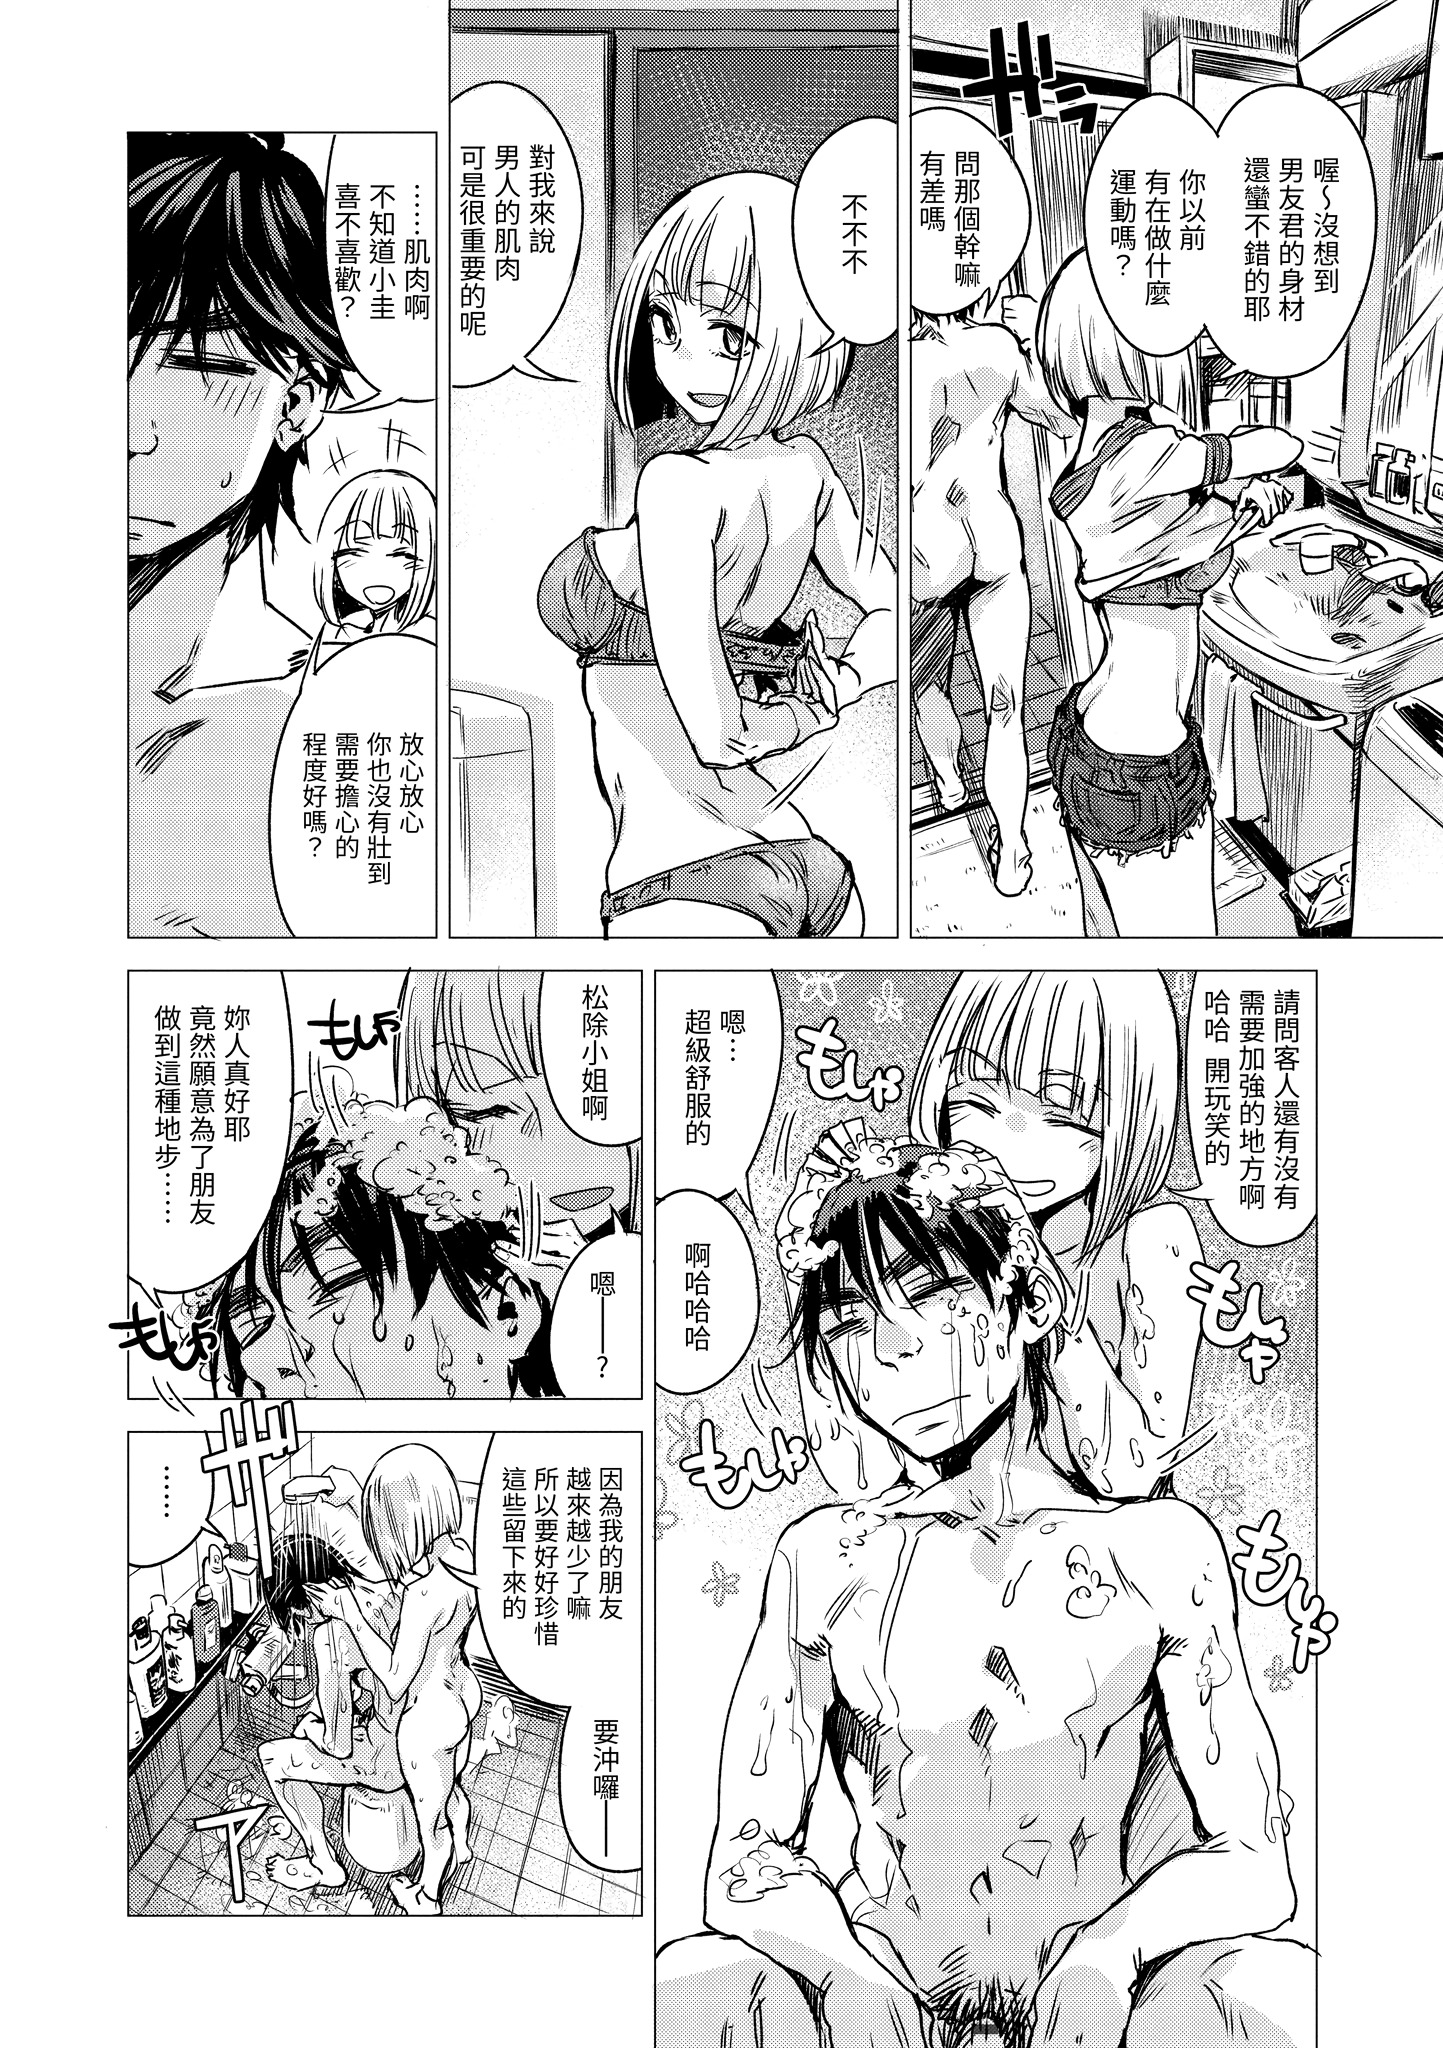 ガラッ
喔～沒想到
男友君的身材
還蠻不錯的耶
你以前
有在做什麼
運動嗎？
問那個幹嘛
有差嗎
不不不
對我來說
男人的肌肉
可是很重要的呢
……肌肉啊
不知道小圭
喜不喜歡？
放心放心
你也沒有壯到
需要擔心的
程度好嗎？
請問客人還有沒有
需要加強的地方啊
哈哈 開玩笑的
もしゃ
もしゃ
もしゃ
もしゃ
嗯…
超級舒服的
啊哈哈哈
松除小姐啊
もしゃ
妳人真好耶
竟然願意為了朋友
做到這種地步……
もしゃ
嗯——？
因為我的朋友
越來越少了嘛
所以要好好珍惜
這些留下來的
要沖囉——
ザ
ア
……